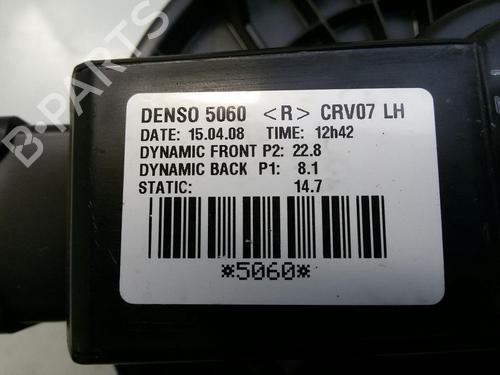 B-PARTS
DENSO 5060 <R> CRV07 LH
DATE: 15.04.08 TIME: 12h42
DYNAMIC FRONT P2: 22.8
DYNAMIC BACK P1: 8.1
STATIC: 14.7
*5060*